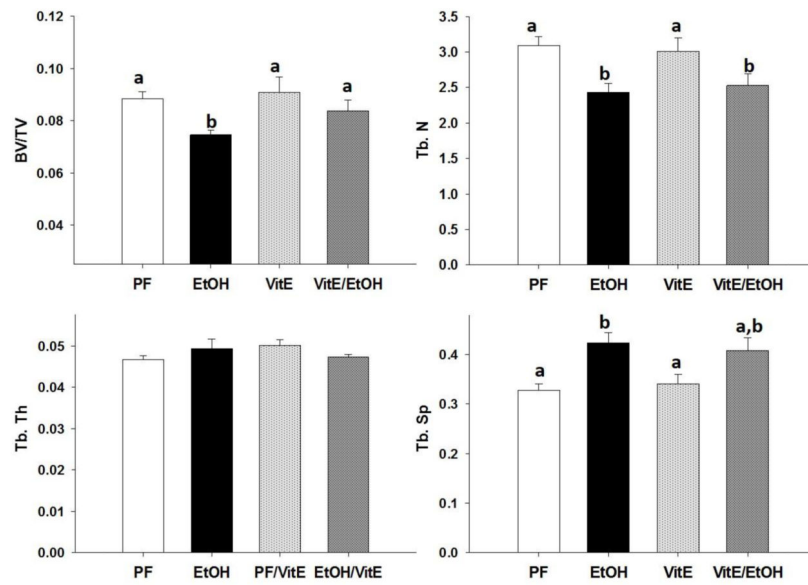 0.12
0.10
0.08
0.06
0.04
BV/TV
a
b
a
a
PF EtOH VitE VitE/EtOH
3.5
3.0
2.5
2.0
1.5
1.0
0.5
0.0
Tb. N
a
b
a
b
PF EtOH VitE VitE/EtOH
0.05
0.04
0.03
0.02
0.01
0.00
Tb. Th
PF EtOH PF/VitE EtOH/VitE
0.4
0.3
0.2
0.1
0.0
Tb. Sp
a
b
a
a,b
PF EtOH VitE VitE/EtOH